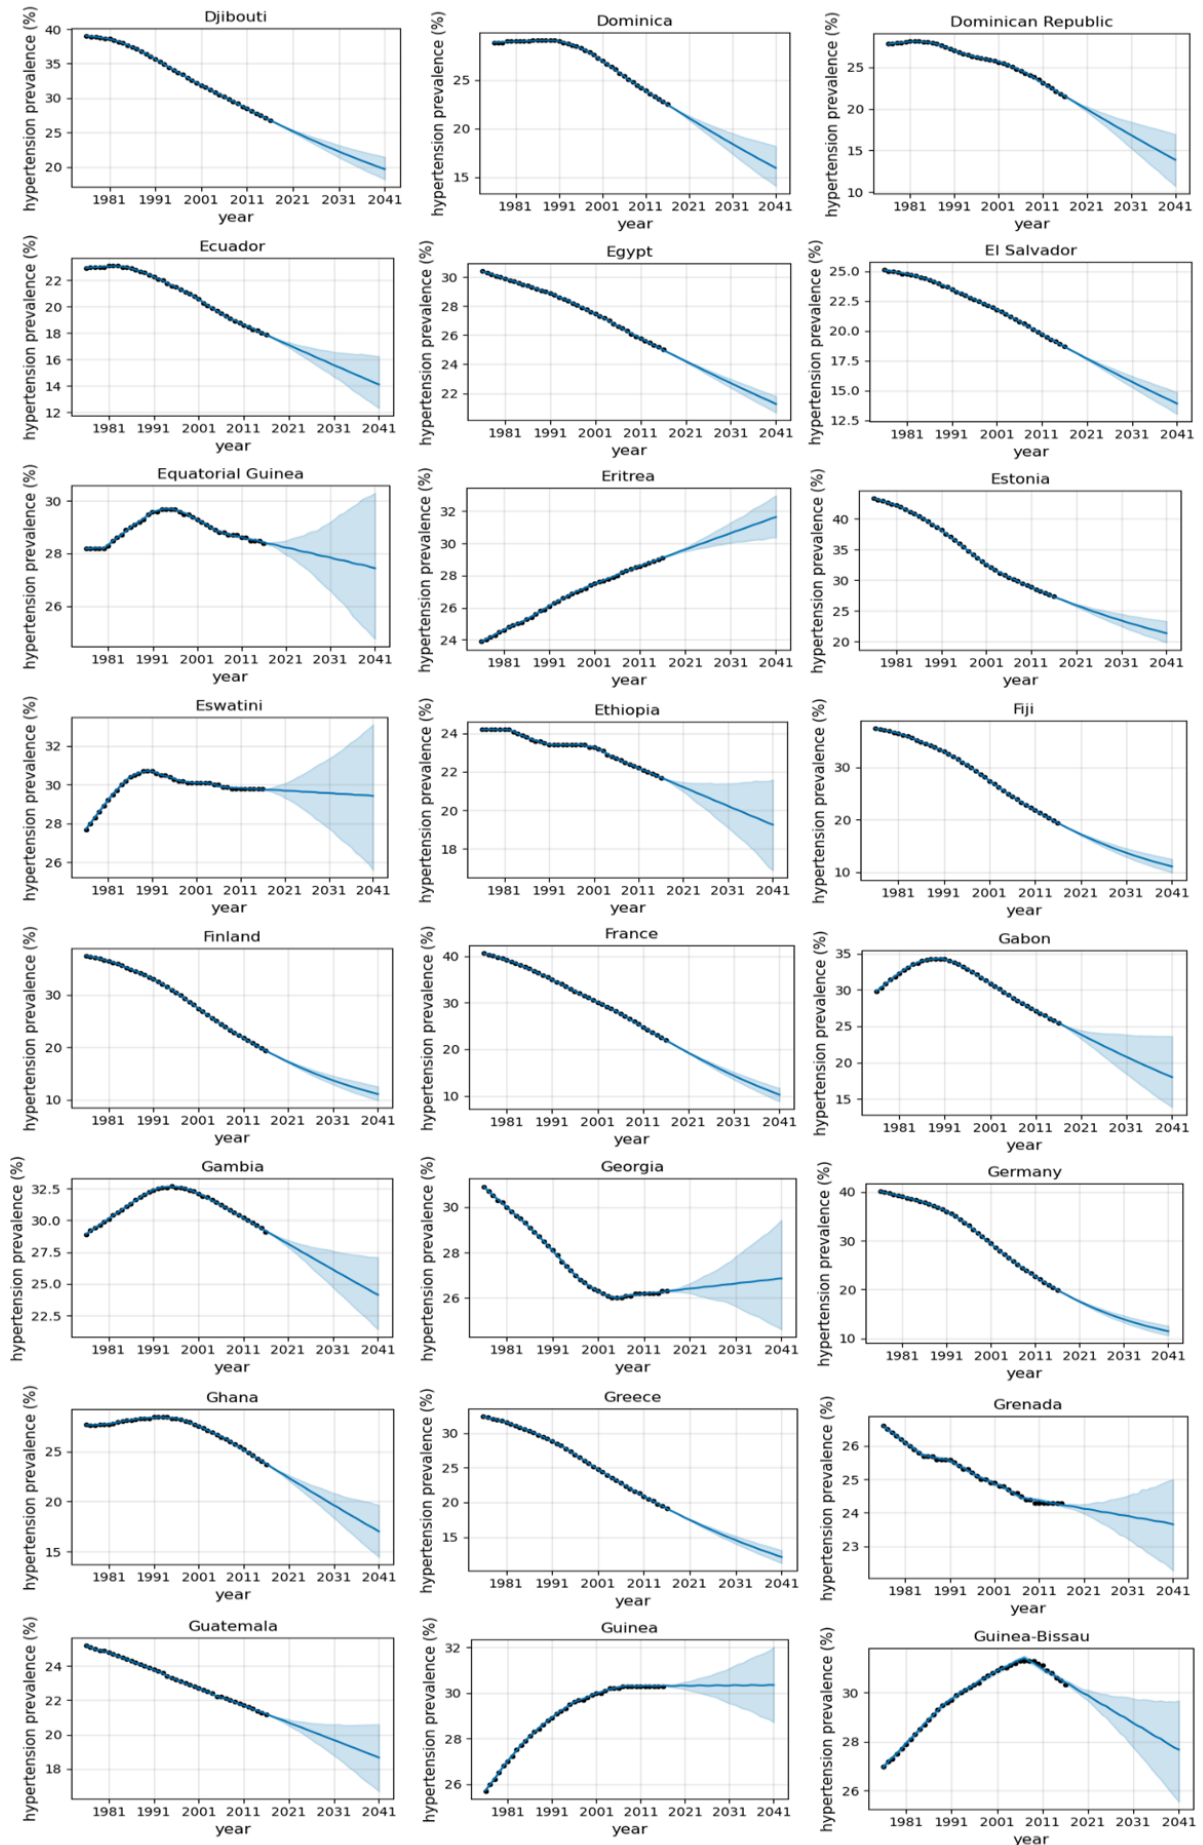 Djibouti
hypertension prevalence (%)
40
35
30
25
20
1981 1991 2001 2011 2021 2031 2041
year
Dominica
hypertension prevalence (%)
25
20
15
1981 1991 2001 2011 2021 2031 2041
year
Dominican Republic
hypertension prevalence (%)
25
20
15
10
1981 1991 2001 2011 2021 2031 2041
year
Ecuador
hypertension prevalence (%)
22
20
18
16
14
12
1981 1991 2001 2011 2021 2031 2041
year
Egypt
hypertension prevalence (%)
30
28
26
24
22
1981 1991 2001 2011 2021 2031 2041
year
El Salvador
hypertension prevalence (%)
25.0
22.5
20.0
17.5
15.0
12.5
1981 1991 2001 2011 2021 2031 2041
year
Equatorial Guinea
hypertension prevalence (%)
30
28
26
1981 1991 2001 2011 2021 2031 2041
year
Eritrea
hypertension prevalence (%)
32
30
28
26
24
1981 1991 2001 2011 2021 2031 2041
year
Estonia
hypertension prevalence (%)
40
35
30
25
20
1981 1991 2001 2011 2021 2031 2041
year
Eswatini
hypertension prevalence (%)
32
30
28
26
1981 1991 2001 2011 2021 2031 2041
year
Ethiopia
hypertension prevalence (%)
24
22
20
18
1981 1991 2001 2011 2021 2031 2041
year
Fiji
hypertension prevalence (%)
30
20
10
1981 1991 2001 2011 2021 2031 2041
year
Finland
hypertension prevalence (%)
30
20
10
1981 1991 2001 2011 2021 2031 2041
year
France
hypertension prevalence (%)
40
30
20
10
1981 1991 2001 2011 2021 2031 2041
year
Gabon
hypertension prevalence (%)
35
30
25
20
15
1981 1991 2001 2011 2021 2031 2041
year
Gambia
hypertension prevalence (%)
32.5
30.0
27.5
25.0
22.5
1981 1991 2001 2011 2021 2031 2041
year
Georgia
hypertension prevalence (%)
30
28
26
1981 1991 2001 2011 2021 2031 2041
year
Germany
hypertension prevalence (%)
40
30
20
10
1981 1991 2001 2011 2021 2031 2041
year
Ghana
hypertension prevalence (%)
25
20
15
1981 1991 2001 2011 2021 2031 2041
year
Greece
hypertension prevalence (%)
30
25
20
15
1981 1991 2001 2011 2021 2031 2041
year
Grenada
hypertension prevalence (%)
26
25
24
23
1981 1991 2001 2011 2021 2031 2041
year
Guatemala
hypertension prevalence (%)
24
22
20
18
1981 1991 2001 2011 2021 2031 2041
year
Guinea
hypertension prevalence (%)
32
30
28
26
1981 1991 2001 2011 2021 2031 2041
year
Guinea-Bissau
hypertension prevalence (%)
30
28
26
1981 1991 2001 2011 2021 2031 2041
year